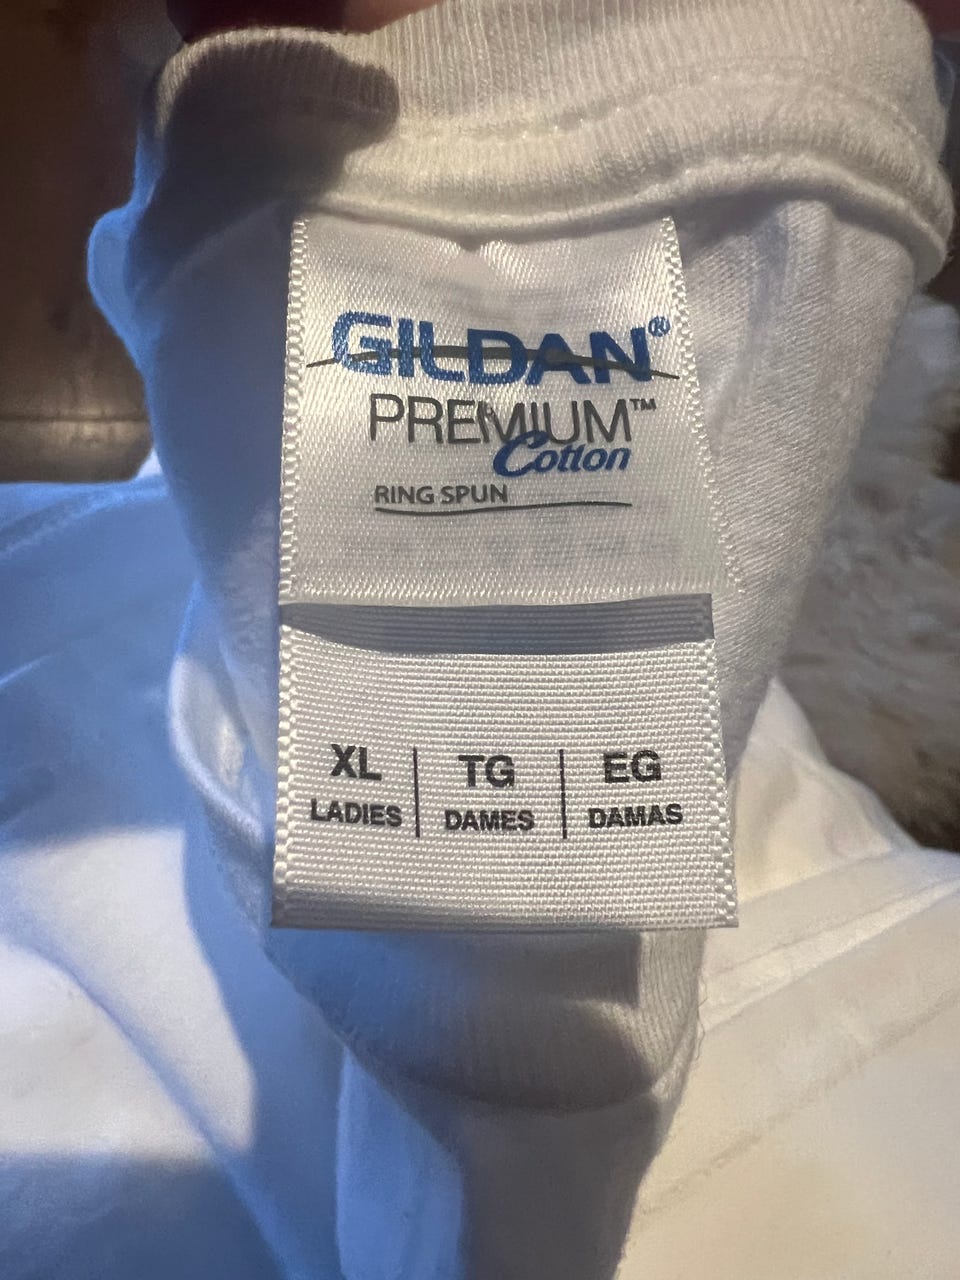 GILDAN®
PREMIUM™
Cotton
RING SPUN
XL | TG | EG
LADIES | DAMES | DAMAS